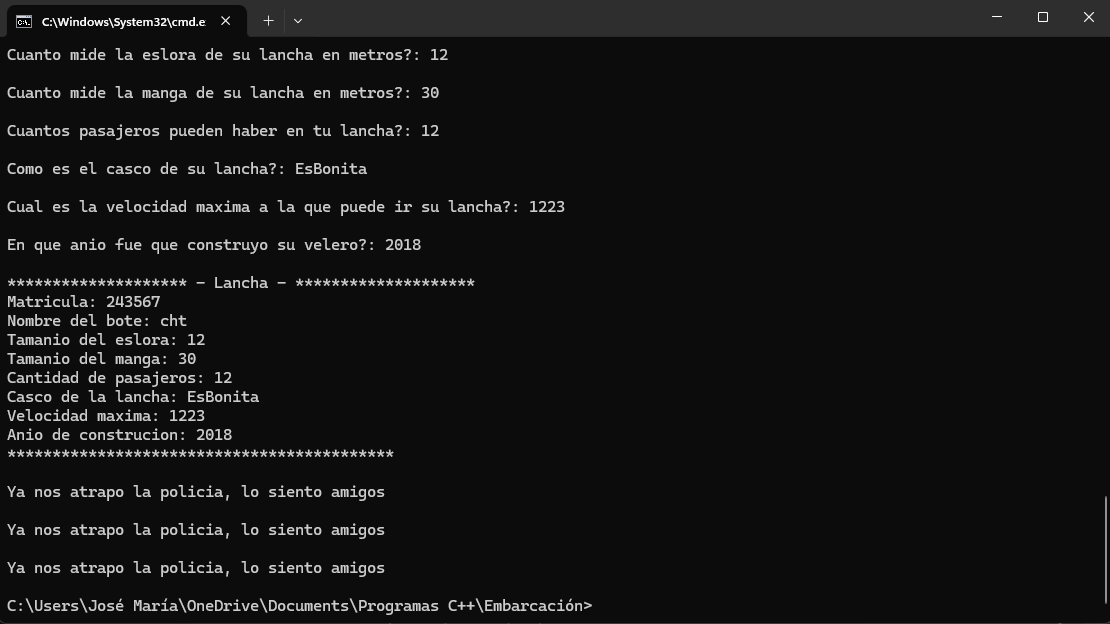 C:\Windows\System32\cmd.e
Cuanto mide la eslora de su lancha en metros?: 12
Cuanto mide la manga de su lancha en metros?: 30
Cuantos pasajeros pueden haber en tu lancha?: 12
Como es el casco de su lancha?: EsBonita
Cual es la velocidad maxima a la que puede ir su lancha?: 1223
En que anio fue que construyo su velero?: 2018
******************** - Lancha - ********************
Matricula: 243567
Nombre del bote: cht
Tamanio del eslora: 12
Tamanio del manga: 30
Cantidad de pasajeros: 12
Casco de la lancha: EsBonita
Velocidad maxima: 1223
Anio de construcion: 2018
*******************************************
Ya nos atrapo la policia, lo siento amigos
Ya nos atrapo la policia, lo siento amigos
Ya nos atrapo la policia, lo siento amigos
C:\Users\José María\OneDrive\Documents\Programas C++\Embarcación>